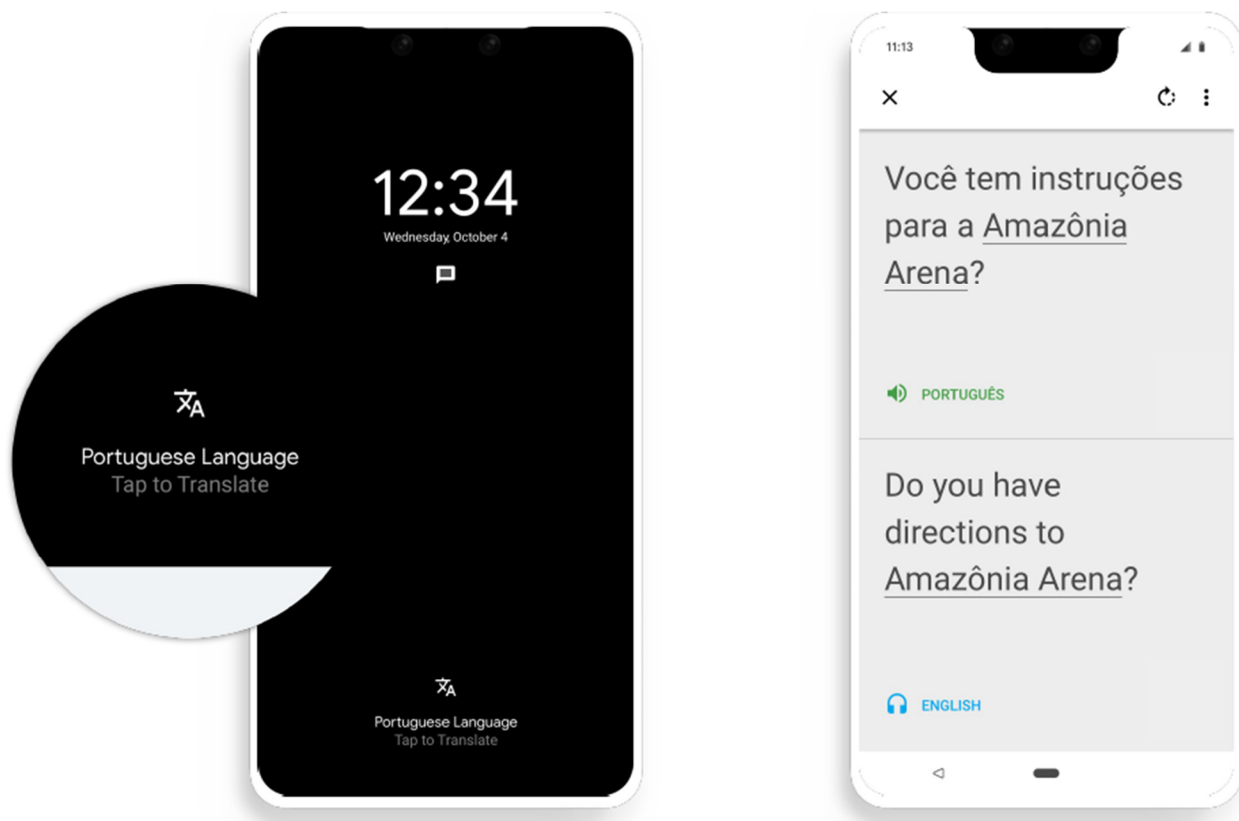 12:34
Wednesday, October 4
Portuguese Language
Tap to Translate
Portuguese Language
Tap to Translate
11:13
Você tem instruções
para a Amazônia
Arena?
PORTUGUÊS
Do you have
directions to
Amazônia Arena?
ENGLISH